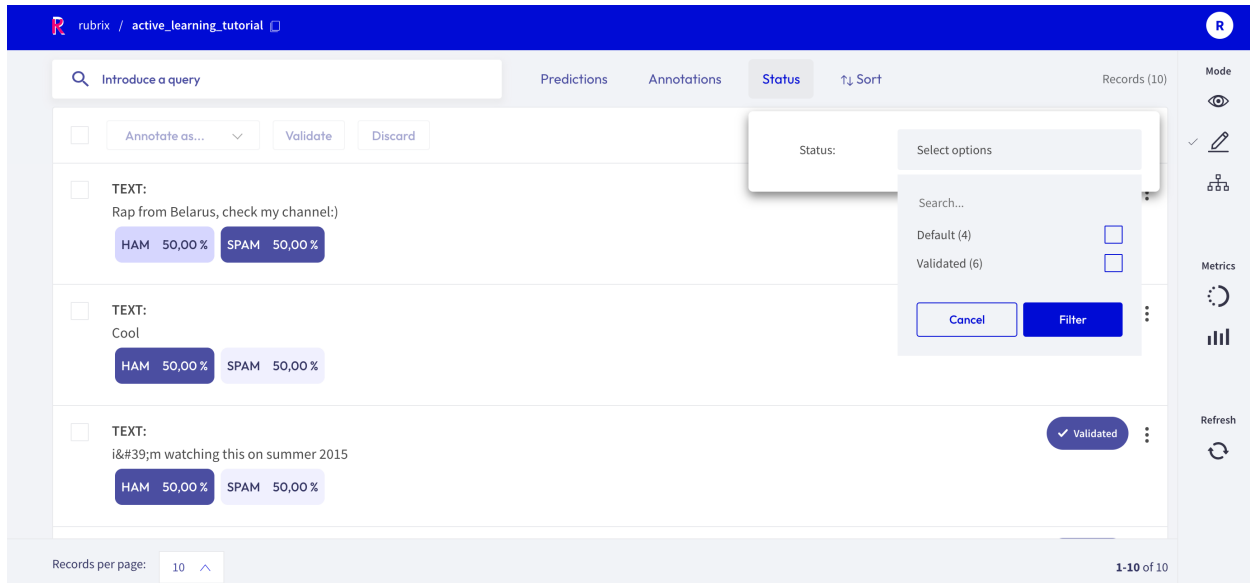 R rubrix / active_learning_tutorial R
Introduce a query Predictions Annotations Status ↑↓ Sort Records (10) Mode
Annotate as... Validate Discard
Status: Select options
Search...
Default (4)
Validated (6)
Cancel Filter
TEXT:
Rap from Belarus, check my channel:)
HAM 50,00 % SPAM 50,00 %
TEXT:
Cool
HAM 50,00 % SPAM 50,00 %
TEXT: Validated
i&#39;m watching this on summer 2015
HAM 50,00 % SPAM 50,00 %
Metrics
Refresh
Records per page: 10 1-10 of 10